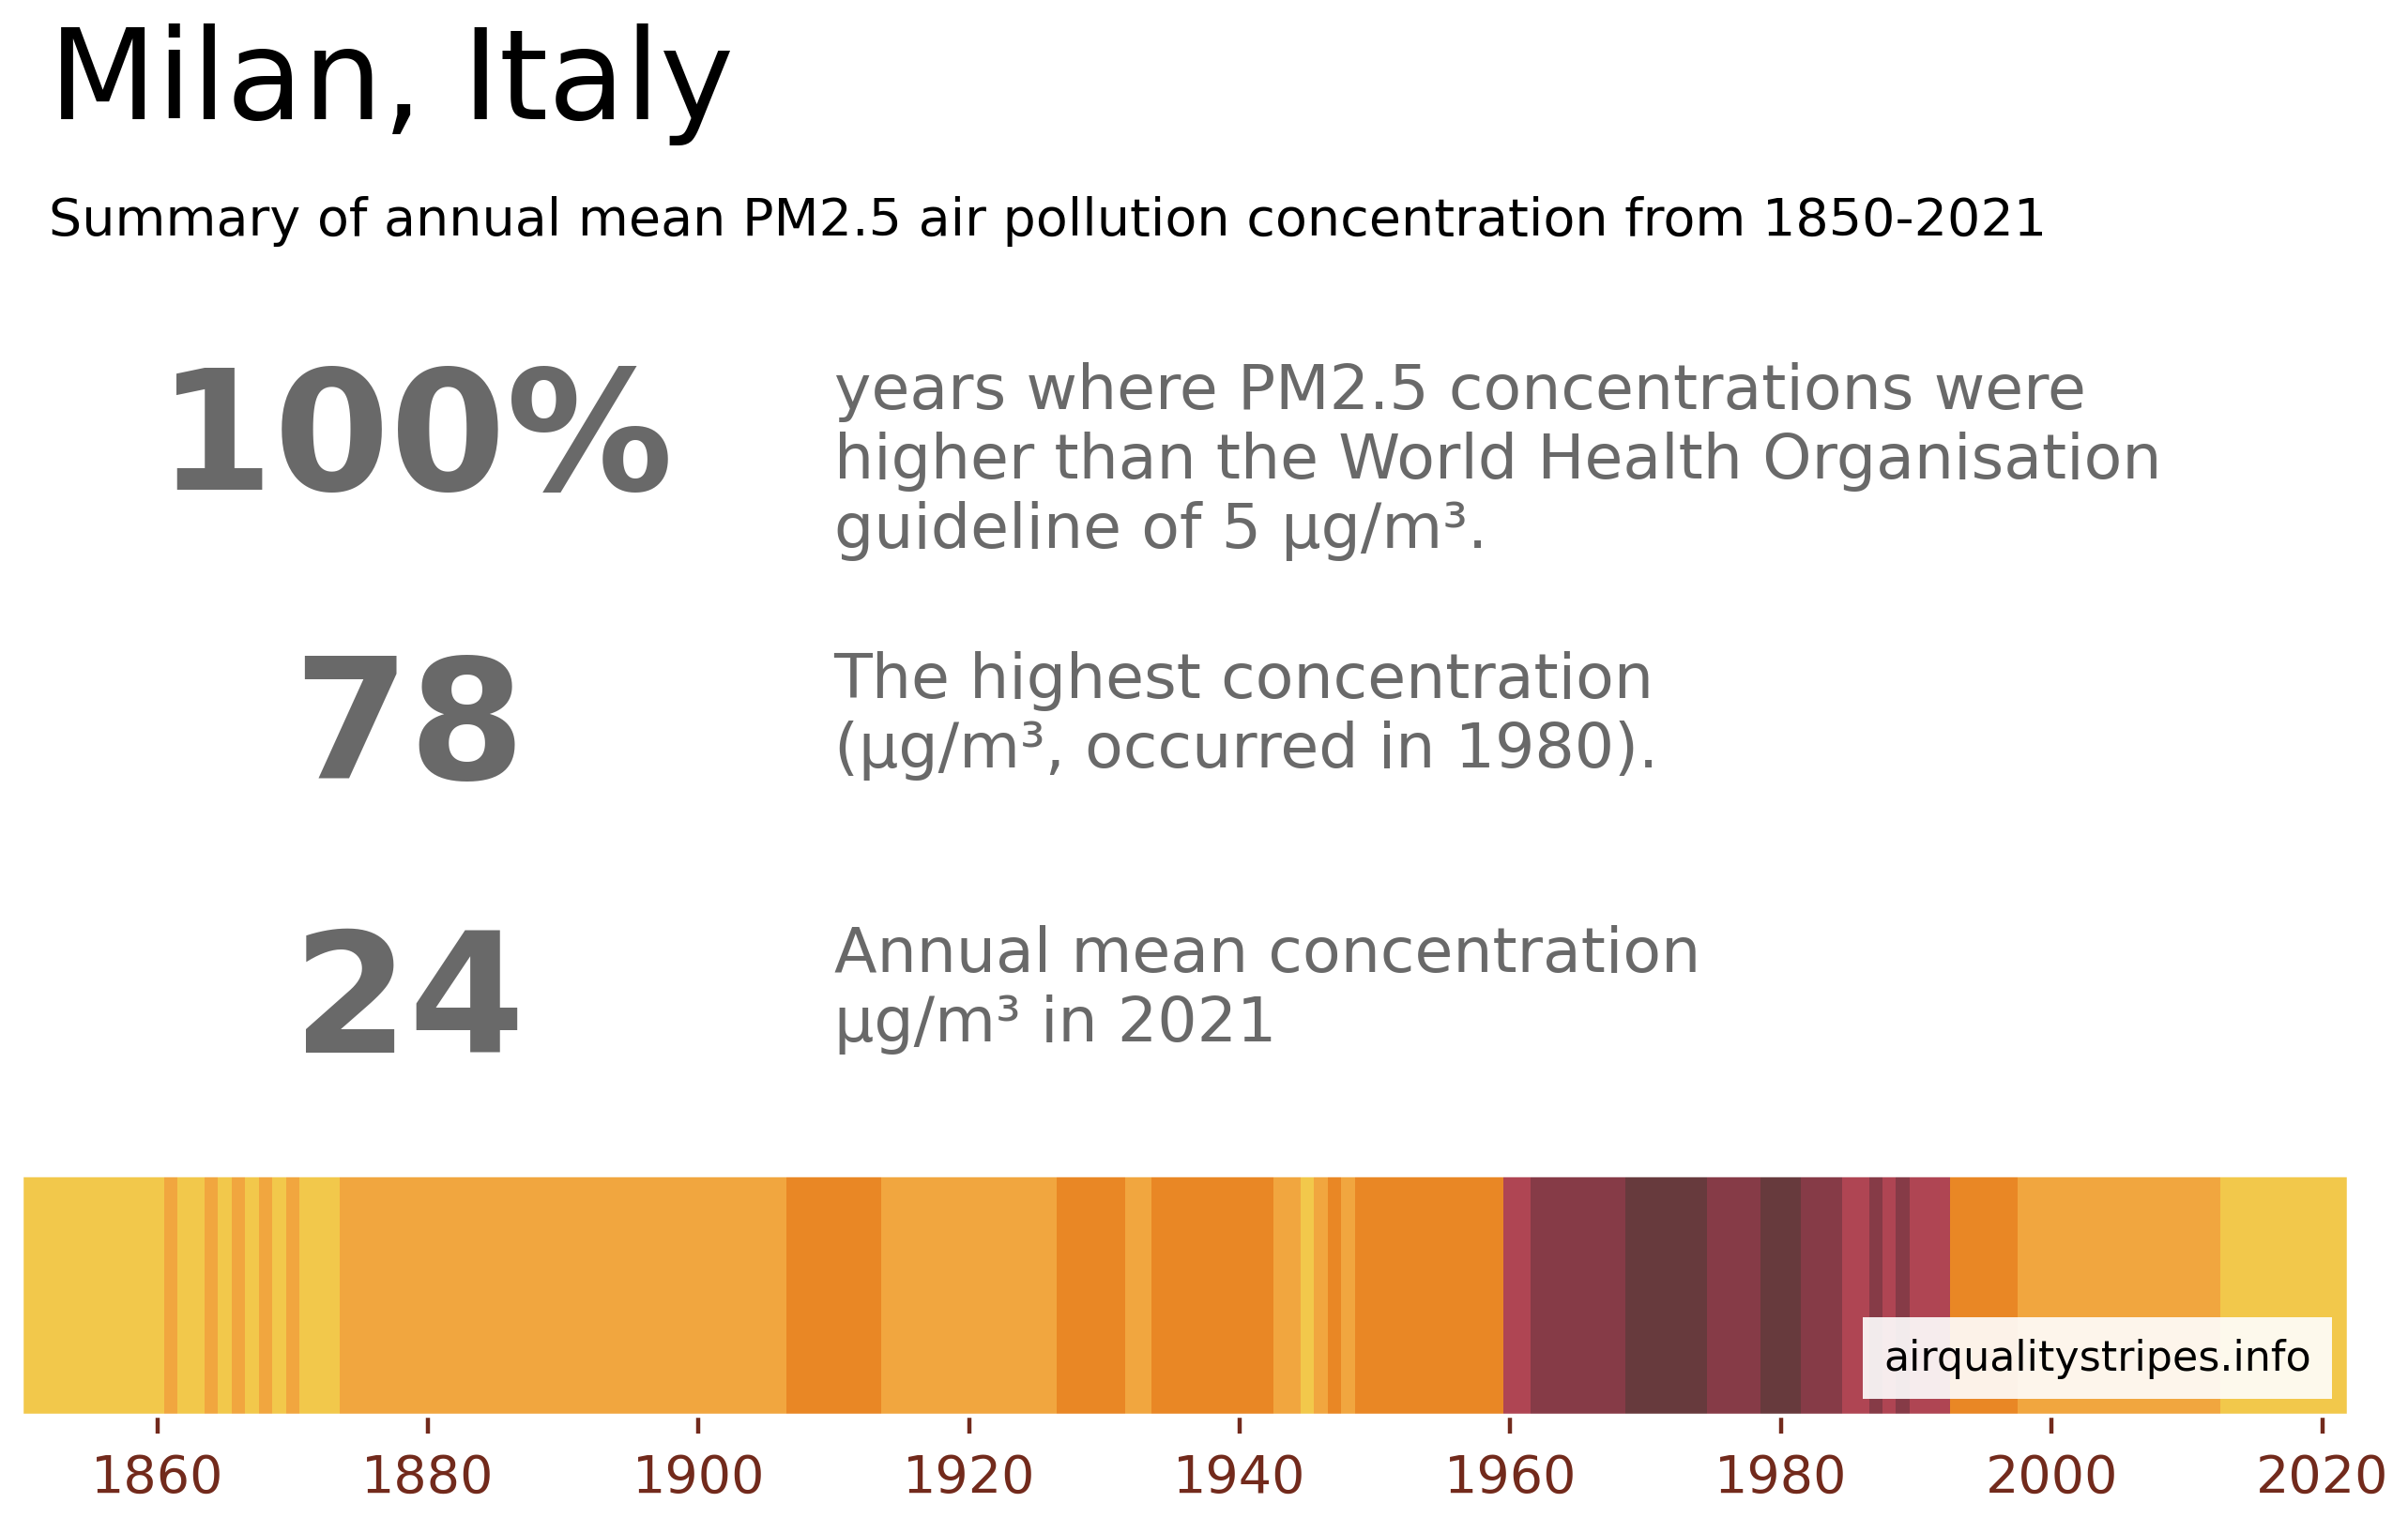 Milan, Italy
Summary of annual mean PM2.5 air pollution concentration from 1850-2021
100%
years where PM2.5 concentrations were
higher than the World Health Organisation
guideline of 5 µg/m³.
78
The highest concentration
(µg/m³, occurred in 1980).
24
Annual mean concentration
µg/m³ in 2021
airqualitystripes.info
1860 1880 1900 1920 1940 1960 1980 2000 2020